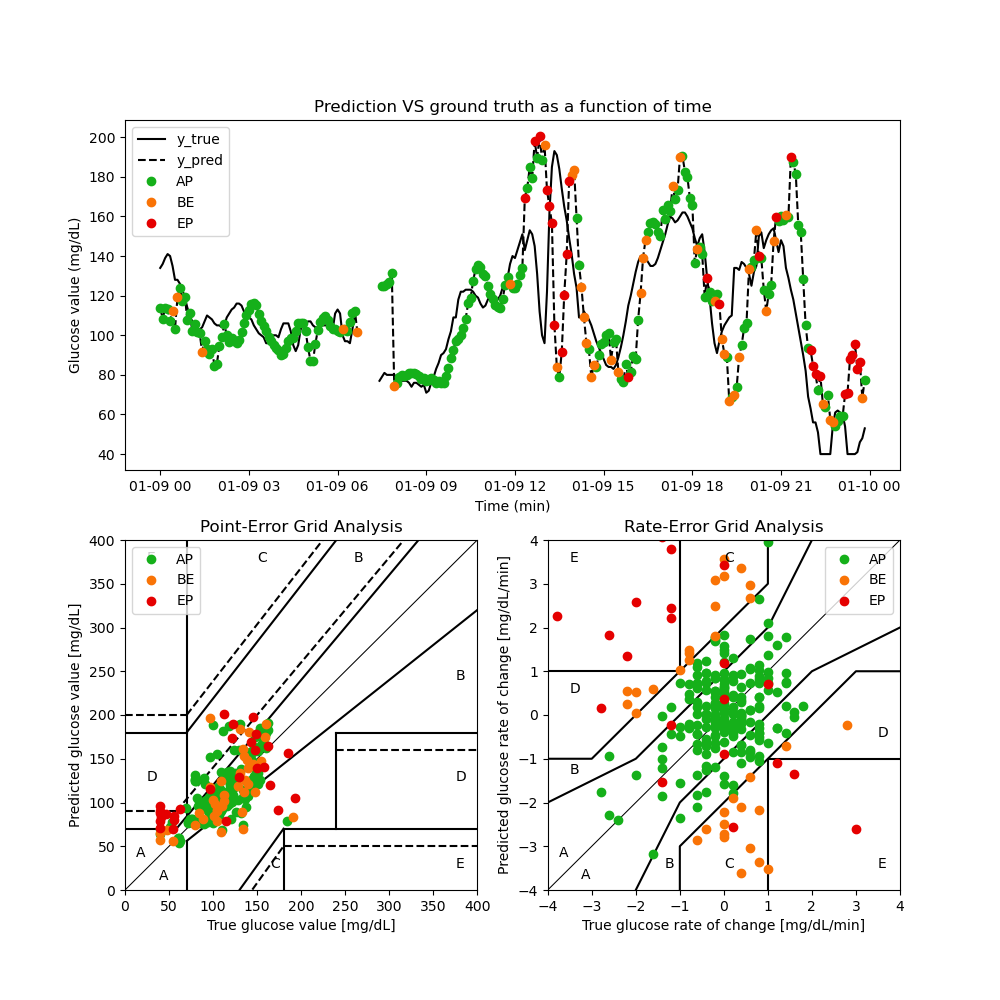 Prediction VS ground truth as a function of time
Glucose value (mg/dL)
200
180
160
140
120
100
80
60
40
y_true
y_pred
AP
BE
EP
01-09 00 01-09 03 01-09 06 01-09 09 01-09 12 01-09 15 01-09 18 01-09 21 01-10 00
Time (min)
Point-Error Grid Analysis
Predicted glucose value [mg/dL]
400
350
300
250
200
150
100
50
0
AP
BE
EP
C
B
B
D
D
A
A
C
E
0 50 100 150 200 250 300 350 400
True glucose value [mg/dL]
Rate-Error Grid Analysis
Predicted glucose rate of change [mg/dL/min]
4
3
2
1
0
−1
−2
−3
−4
E
C
AP
BE
EP
D
D
B
A
A
B
C
E
−4 −3 −2 −1 0 1 2 3 4
True glucose rate of change [mg/dL/min]